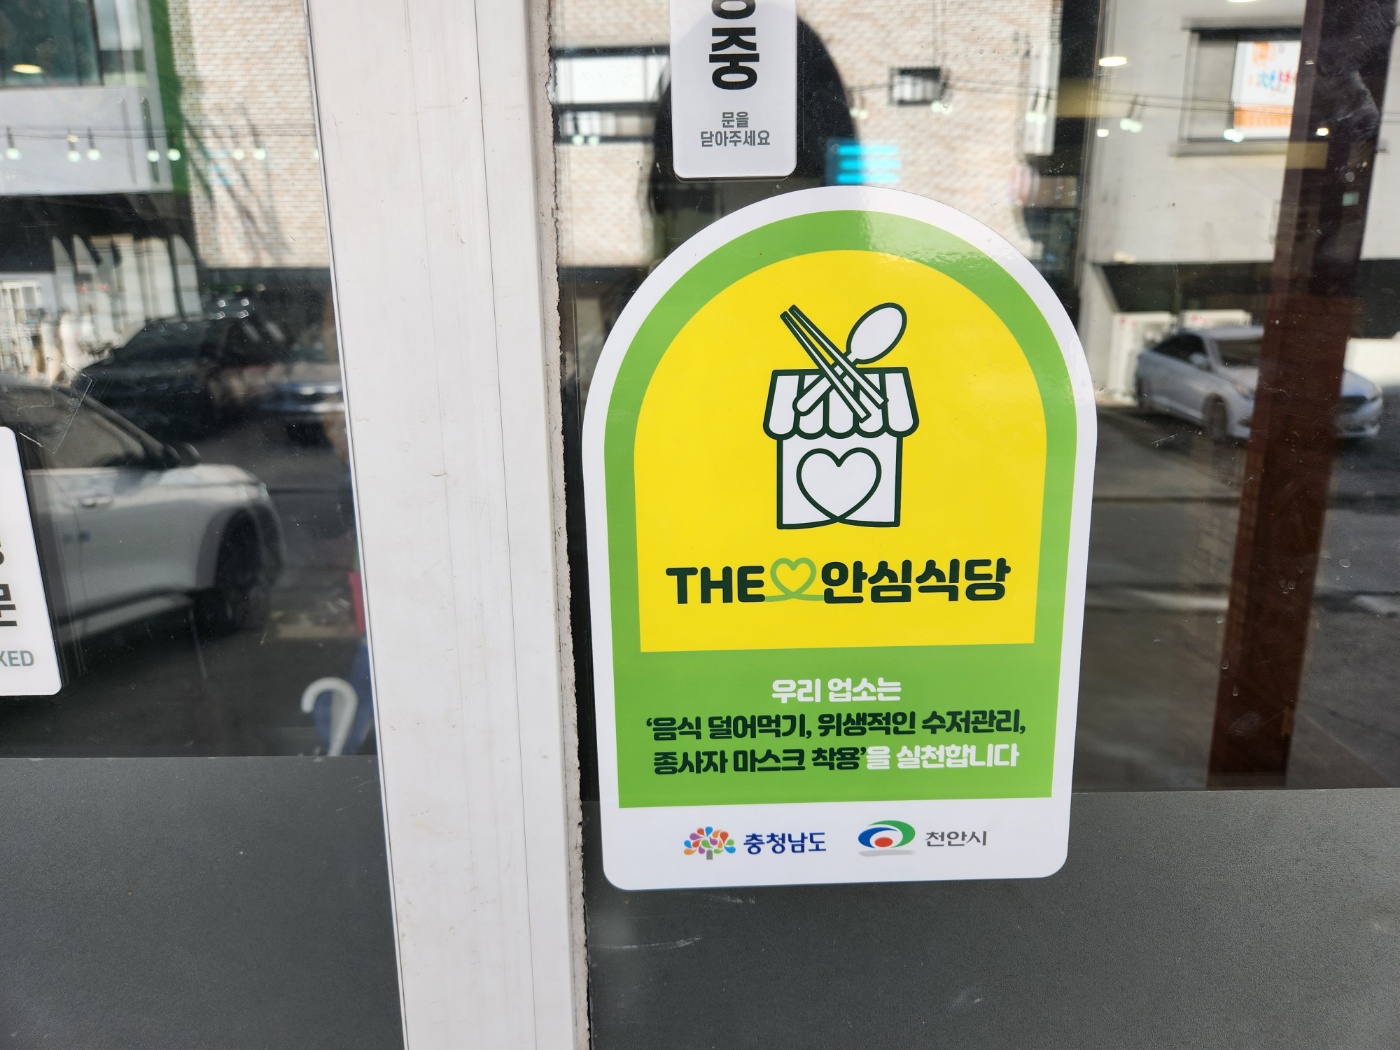 중
문을
닫아주세요
THE 안심식당
우리 업소는
‘음식 덜어먹기, 위생적인 수저관리,
종사자 마스크 착용’을 실천합니다
충청남도 천안시
문